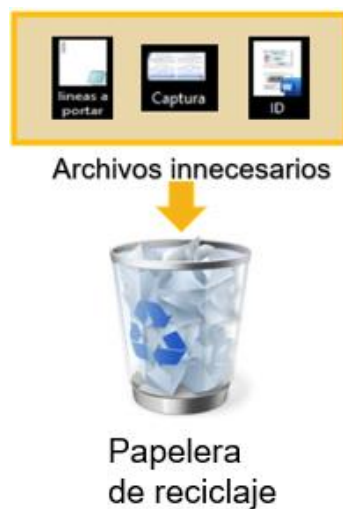 lineas a
portar
Captura
ID
Archivos innecesarios
Papelera
de reciclaje